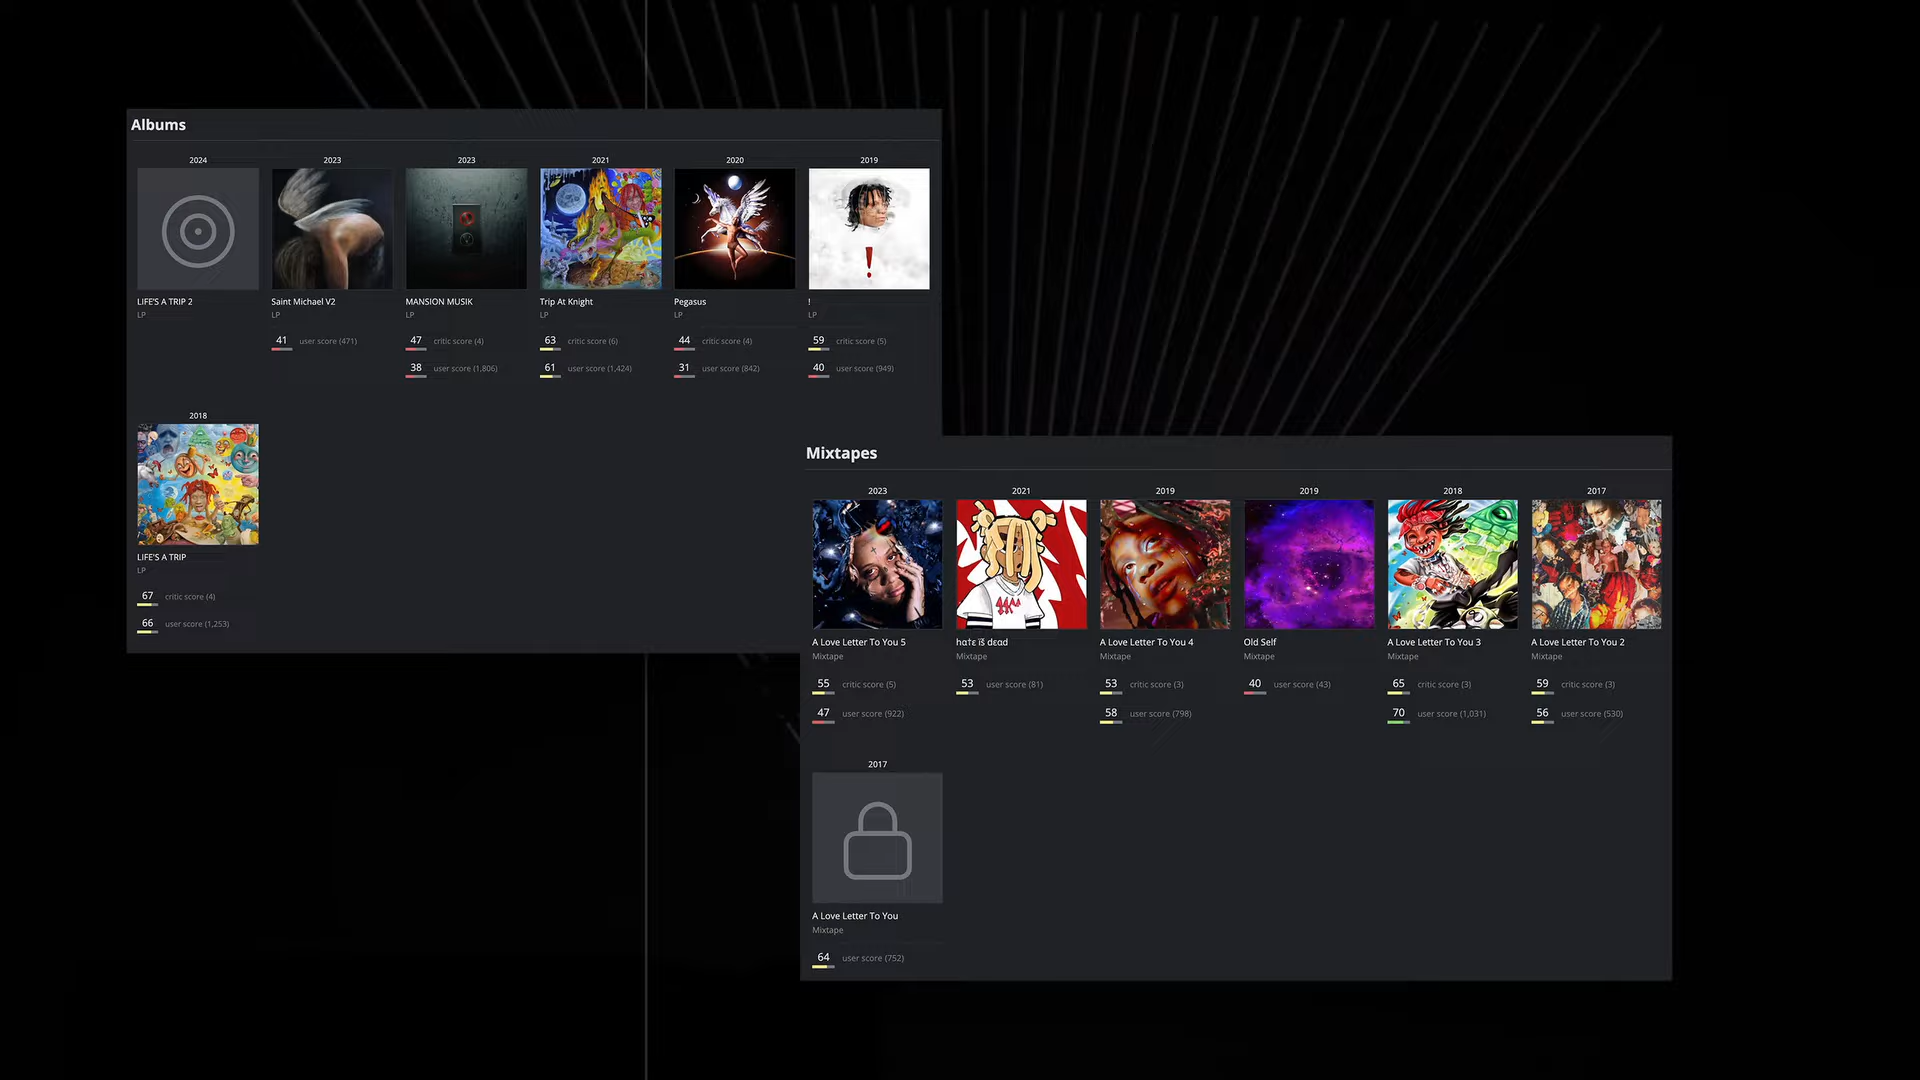 Albums
2024
2023
2023
2021
2020
2019
LIFE'S A TRIP 2
LP
Saint Michael V2
LP
41 user score (471)
MANSION MUSIK
LP
47 critic score (4)
38 user score (1,806)
Trip At Knight
LP
63 critic score (6)
61 user score (1,424)
Pegasus
LP
44 critic score (4)
31 user score (842)
!
!
LP
59 critic score (5)
40 user score (949)
2018
LIFE'S A TRIP
LP
67 critic score (4)
66 user score (1,253)
Mixtapes
2023
2021
2019
2019
2018
2017
A Love Letter To You 5
Mixtape
55 critic score (5)
47 user score (922)
hαtε ïš dεαd
Mixtape
53 user score (81)
A Love Letter To You 4
Mixtape
53 critic score (3)
58 user score (798)
Old Self
Mixtape
40 user score (43)
A Love Letter To You 3
Mixtape
65 critic score (3)
70 user score (1,031)
A Love Letter To You 2
Mixtape
59 critic score (3)
56 user score (530)
2017
A Love Letter To You
Mixtape
64 user score (752)